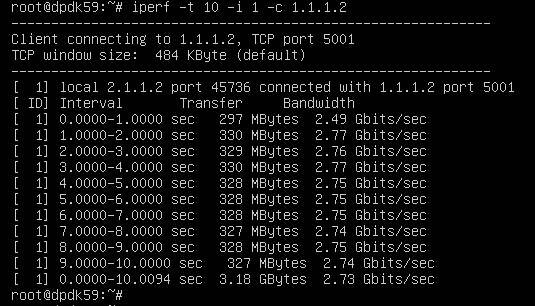 root@dpdk59:~# iperf -t 10 -i 1 -c 1.1.1.2
------------------------------------------------------------
Client connecting to 1.1.1.2, TCP port 5001
TCP window size:  484 KByte (default)
------------------------------------------------------------
[  1] local 2.1.1.2 port 45736 connected with 1.1.1.2 port 5001
[ ID] Interval       Transfer     Bandwidth
[  1] 0.0000-1.0000 sec   297 MBytes  2.49 Gbits/sec
[  1] 1.0000-2.0000 sec   330 MBytes  2.77 Gbits/sec
[  1] 2.0000-3.0000 sec   329 MBytes  2.76 Gbits/sec
[  1] 3.0000-4.0000 sec   330 MBytes  2.77 Gbits/sec
[  1] 4.0000-5.0000 sec   328 MBytes  2.75 Gbits/sec
[  1] 5.0000-6.0000 sec   328 MBytes  2.75 Gbits/sec
[  1] 6.0000-7.0000 sec   327 MBytes  2.74 Gbits/sec
[  1] 7.0000-8.0000 sec   328 MBytes  2.75 Gbits/sec
[  1] 8.0000-9.0000 sec   328 MBytes  2.75 Gbits/sec
[  1] 9.0000-10.0000 sec   327 MBytes  2.74 Gbits/sec
[  1] 0.0000-10.0094 sec  3.18 GBytes  2.73 Gbits/sec
root@dpdk59:~#